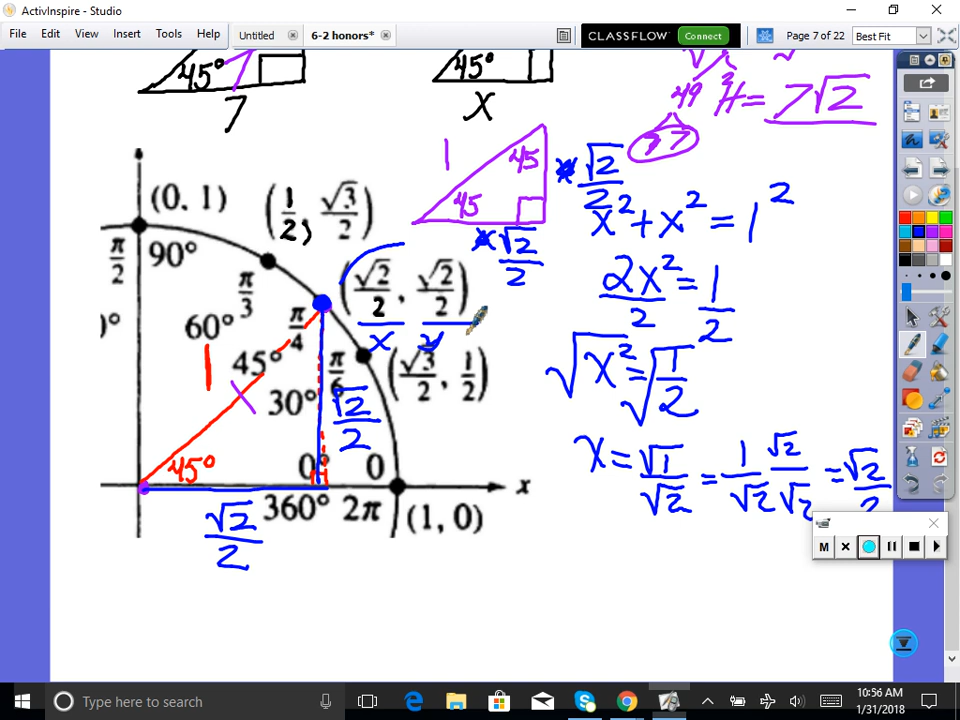 ActivInspire - Studio
File Edit View Insert Tools Help
Untitled
6-2 honors*
CLASSFLOW Connect
Page 7 of 22
Best Fit
45°
7
45°
x
49
H = 7√2
7 7
1
45
45
√2/2
√2/2
x² + x² = 1²
2x²/2 = 1/2
√x² = √1/2
x = √1/√2 = 1/√2 √2/√2 = √2/2
(0, 1)
(1/2, √3/2)
π/2
90°
π/3
60°
(√2/2, √2/2)
x y
π/4
45°
1
π/6
30°
(√3/2, 1/2)
√2/2
45°
0° 0
x
360° 2π
(1, 0)
√2/2
M
Type here to search
10:56 AM
1/31/2018